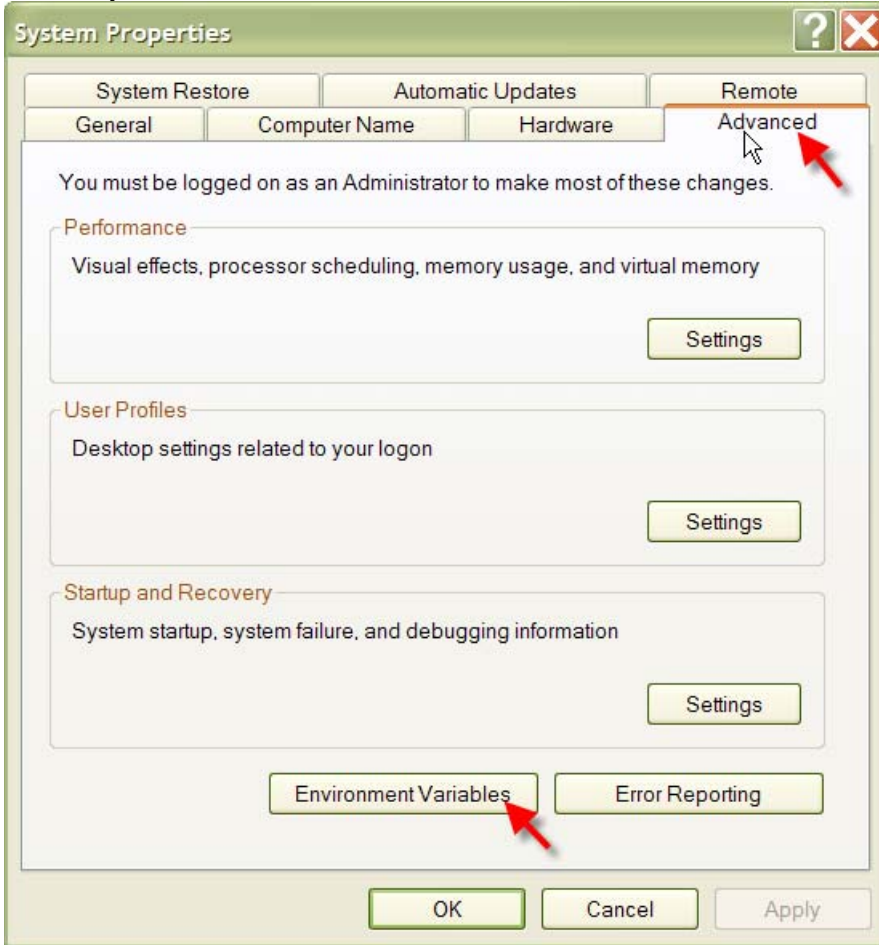 System Properties
System Restore Automatic Updates Remote
General Computer Name Hardware Advanced
You must be logged on as an Administrator to make most of these changes.
Performance
Visual effects, processor scheduling, memory usage, and virtual memory
Settings
User Profiles
Desktop settings related to your logon
Settings
Startup and Recovery
System startup, system failure, and debugging information
Settings
Environment Variables Error Reporting
OK Cancel Apply